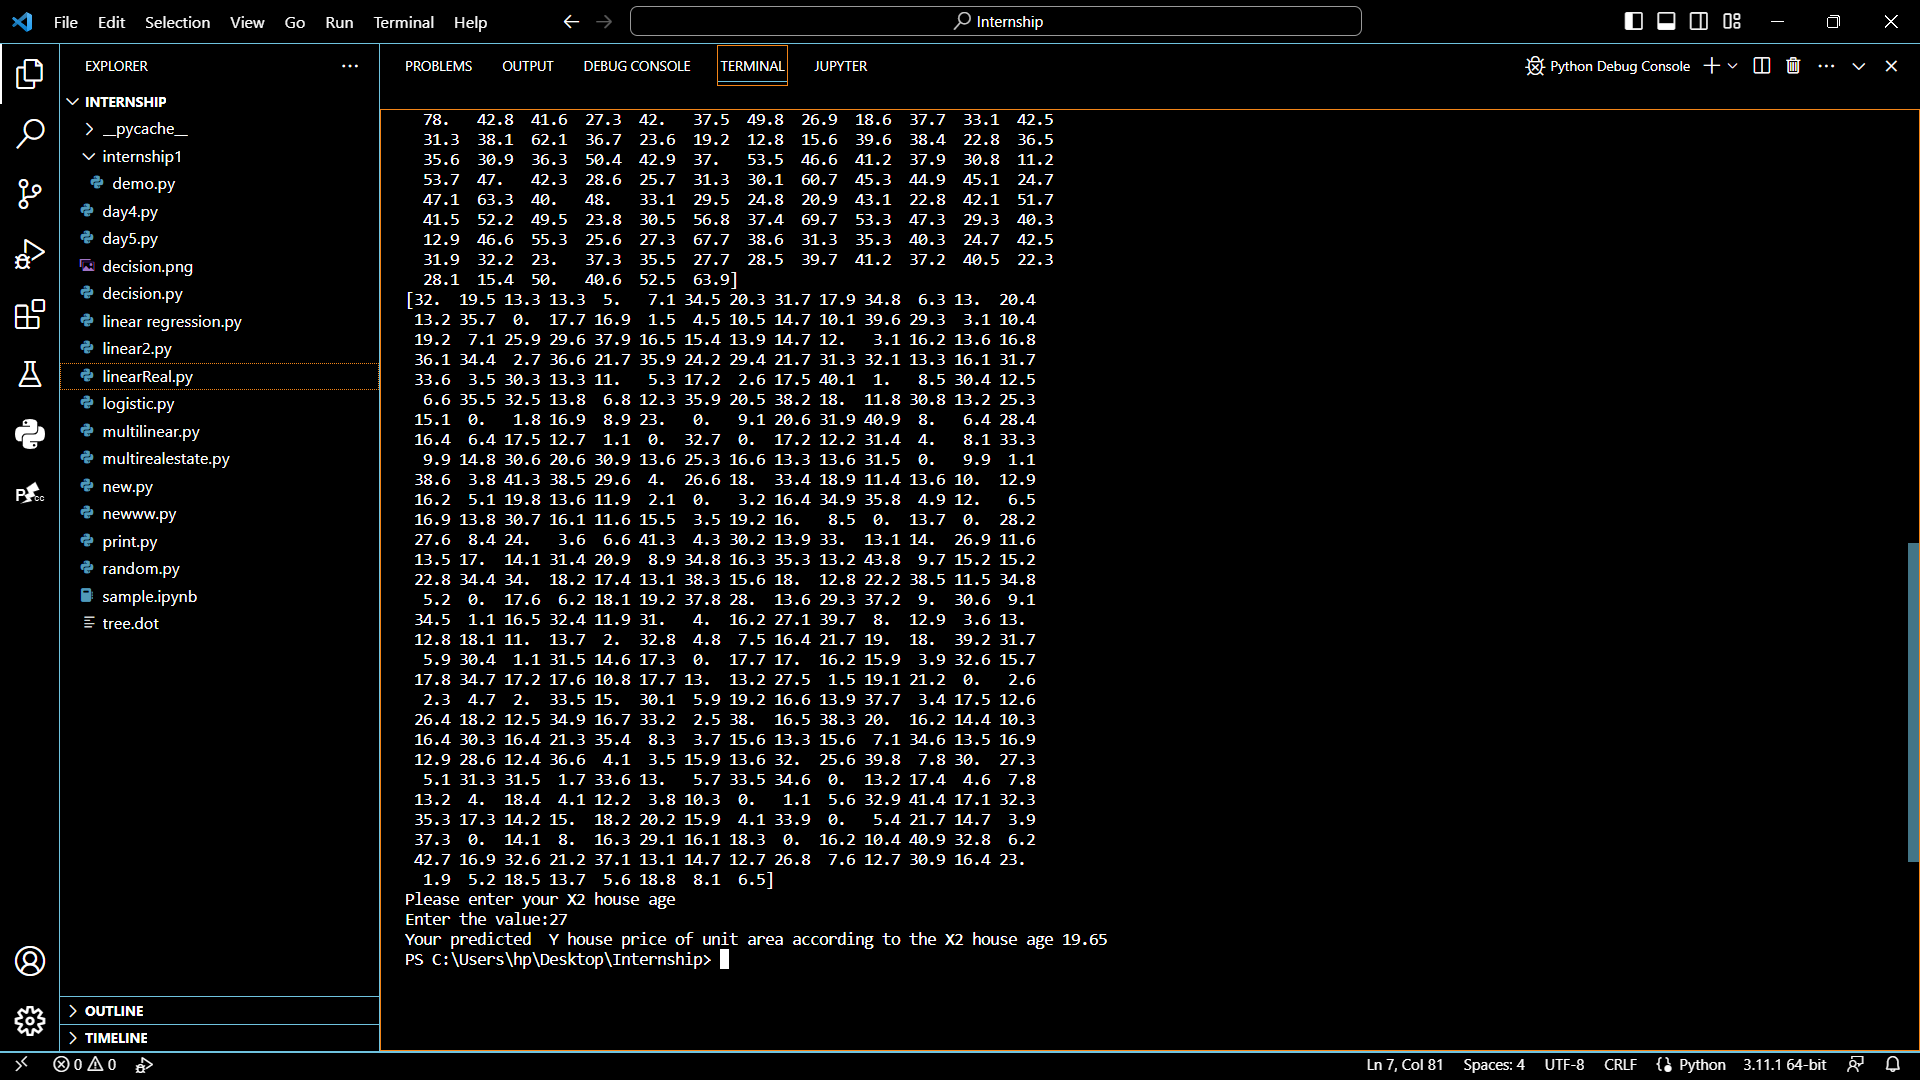 File Edit Selection View Go Run Terminal Help
Internship
EXPLORER
INTERNSHIP
__pycache__
internship1
demo.py
day4.py
day5.py
decision.png
decision.py
linear regression.py
linear2.py
linearReal.py
logistic.py
multilinear.py
multirealestate.py
new.py
newww.py
print.py
random.py
sample.ipynb
tree.dot
OUTLINE
TIMELINE
PROBLEMS OUTPUT DEBUG CONSOLE TERMINAL JUPYTER
Python Debug Console
78. 42.8 41.6 27.3 42. 37.5 49.8 26.9 18.6 37.7 33.1 42.5
31.3 38.1 62.1 36.7 23.6 19.2 12.8 15.6 39.6 38.4 22.8 36.5
35.6 30.9 36.3 50.4 42.9 37. 53.5 46.6 41.2 37.9 30.8 11.2
53.7 47. 42.3 28.6 25.7 31.3 30.1 60.7 45.3 44.9 45.1 24.7
47.1 63.3 40. 48. 33.1 29.5 24.8 20.9 43.1 22.8 42.1 51.7
41.5 52.2 49.5 23.8 30.5 56.8 37.4 69.7 53.3 47.3 29.3 40.3
12.9 46.6 55.3 25.6 27.3 67.7 38.6 31.3 35.3 40.3 24.7 42.5
31.9 32.2 23. 37.3 35.5 27.7 28.5 39.7 41.2 37.2 40.5 22.3
28.1 15.4 50. 40.6 52.5 63.9]
[32. 19.5 13.3 13.3 5. 7.1 34.5 20.3 31.7 17.9 34.8 6.3 13. 20.4
13.2 35.7 0. 17.7 16.9 1.5 4.5 10.5 14.7 10.1 39.6 29.3 3.1 10.4
19.2 7.1 25.9 29.6 37.9 16.5 15.4 13.9 14.7 12. 3.1 16.2 13.6 16.8
36.1 34.4 2.7 36.6 21.7 35.9 24.2 29.4 21.7 31.3 32.1 13.3 16.1 31.7
33.6 3.5 30.3 13.3 11. 5.3 17.2 2.6 17.5 40.1 1. 8.5 30.4 12.5
6.6 35.5 32.5 13.8 6.8 12.3 35.9 20.5 38.2 18. 11.8 30.8 13.2 25.3
15.1 0. 1.8 16.9 8.9 23. 0. 9.1 20.6 31.9 40.9 8. 6.4 28.4
16.4 6.4 17.5 12.7 1.1 0. 32.7 0. 17.2 12.2 31.4 4. 8.1 33.3
9.9 14.8 30.6 20.6 30.9 13.6 25.3 16.6 13.3 13.6 31.5 0. 9.9 1.1
38.6 3.8 41.3 38.5 29.6 4. 26.6 18. 33.4 18.9 11.4 13.6 10. 12.9
16.2 5.1 19.8 13.6 11.9 2.1 0. 3.2 16.4 34.9 35.8 4.9 12. 6.5
16.9 13.8 30.7 16.1 11.6 15.5 3.5 19.2 16. 8.5 0. 13.7 0. 28.2
27.6 8.4 24. 3.6 6.6 41.3 4.3 30.2 13.9 33. 13.1 14. 26.9 11.6
13.5 17. 14.1 31.4 20.9 8.9 34.8 16.3 35.3 13.2 43.8 9.7 15.2 15.2
22.8 34.4 34. 18.2 17.4 13.1 38.3 15.6 18. 12.8 22.2 38.5 11.5 34.8
5.2 0. 17.6 6.2 18.1 19.2 37.8 28. 13.6 29.3 37.2 9. 30.6 9.1
34.5 1.1 16.5 32.4 11.9 31. 4. 16.2 27.1 39.7 8. 12.9 3.6 13.
12.8 18.1 11. 13.7 2. 32.8 4.8 7.5 16.4 21.7 19. 18. 39.2 31.7
5.9 30.4 1.1 31.5 14.6 17.3 0. 17.7 17. 16.2 15.9 3.9 32.6 15.7
17.8 34.7 17.2 17.6 10.8 17.7 13. 13.2 27.5 1.5 19.1 21.2 0. 2.6
2.3 4.7 2. 33.5 15. 30.1 5.9 19.2 16.6 13.9 37.7 3.4 17.5 12.6
26.4 18.2 12.5 34.9 16.7 33.2 2.5 38. 16.5 38.3 20. 16.2 14.4 10.3
16.4 30.3 16.4 21.3 35.4 8.3 3.7 15.6 13.3 15.6 7.1 34.6 13.5 16.9
12.9 28.6 12.4 36.6 4.1 3.5 15.9 13.6 32. 25.6 39.8 7.8 30. 27.3
5.1 31.3 31.5 1.7 33.6 13. 5.7 33.5 34.6 0. 13.2 17.4 4.6 7.8
13.2 4. 18.4 4.1 12.2 3.8 10.3 0. 1.1 5.6 32.9 41.4 17.1 32.3
35.3 17.3 14.2 15. 18.2 20.2 15.9 4.1 33.9 0. 5.4 21.7 14.7 3.9
37.3 0. 14.1 8. 16.3 29.1 16.1 18.3 0. 16.2 10.4 40.9 32.8 6.2
42.7 16.9 32.6 21.2 37.1 13.1 14.7 12.7 26.8 7.6 12.7 30.9 16.4 23.
1.9 5.2 18.5 13.7 5.6 18.8 8.1 6.5]
Please enter your X2 house age
Enter the value:27
Your predicted  Y house price of unit area according to the X2 house age 19.65
PS C:\Users\hp\Desktop\Internship>
0 0
Ln 7, Col 81 Spaces: 4 UTF-8 CRLF Python 3.11.1 64-bit